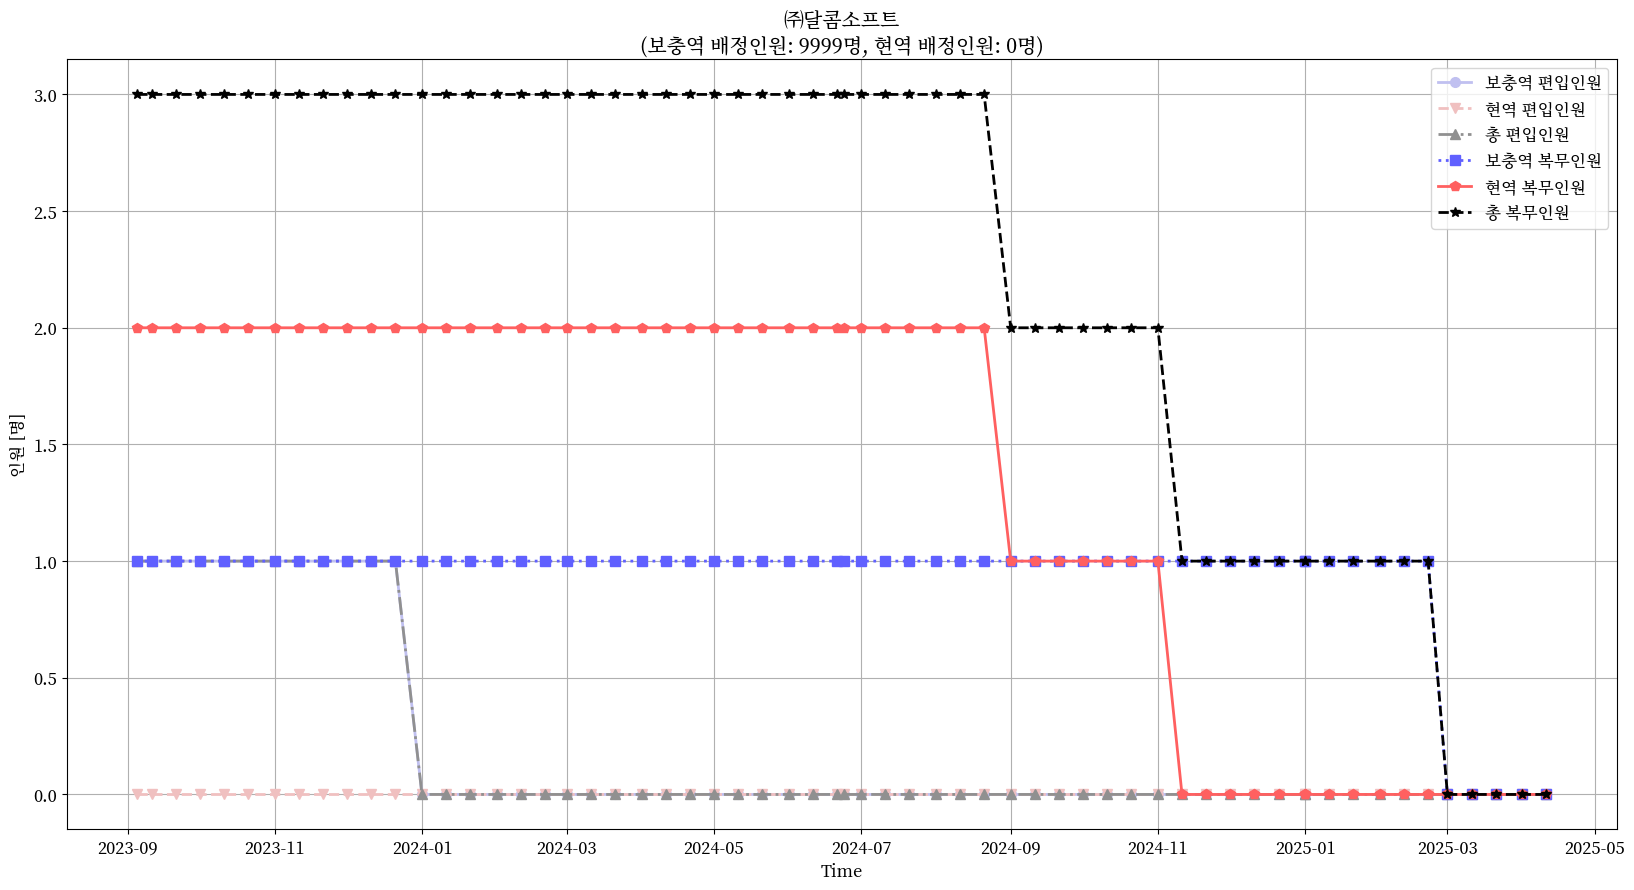 ㈜달콤소프트
(보충역 배정인원: 9999명, 현역 배정인원: 0명)
보충역 편입인원
현역 편입인원
총 편입인원
보충역 복무인원
현역 복무인원
총 복무인원
인원 [명]
3.0
2.5
2.0
1.5
1.0
0.5
0.0
2023-09 2023-11 2024-01 2024-03 2024-05 2024-07 2024-09 2024-11 2025-01 2025-03 2025-05
Time